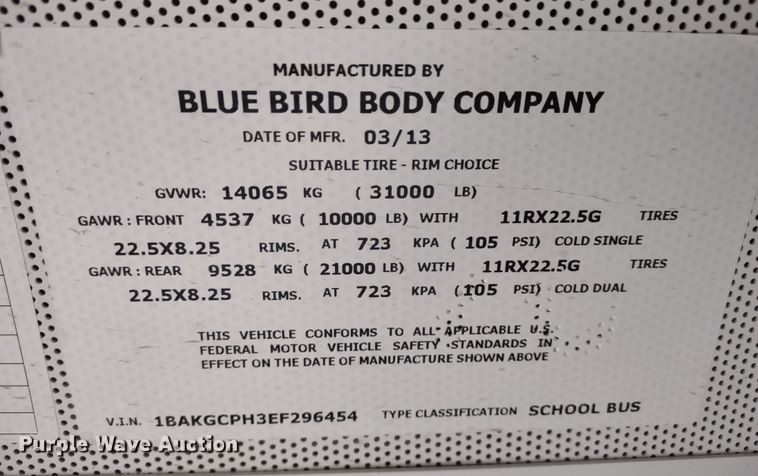 MANUFACTURED BY
BLUE BIRD BODY COMPANY
DATE OF MFR. 03/13
SUITABLE TIRE - RIM CHOICE
GVWR: 14065 KG ( 31000 LB)
GAWR : FRONT 4537 KG ( 10000 LB) WITH 11RX22.5G TIRES
22.5X8.25 RIMS. AT 723 KPA ( 105 PSI) COLD SINGLE
GAWR : REAR 9528 KG ( 21000 LB) WITH 11RX22.5G TIRES
22.5X8.25 RIMS. AT 723 KPA ( 105 PSI) COLD DUAL
THIS VEHICLE CONFORMS TO ALL APPLICABLE U.S.
FEDERAL MOTOR VEHICLE SAFETY STANDARDS IN
EFFECT ON THE DATE OF MANUFACTURE SHOWN ABOVE
V.I.N. 1BAKGCPH3EF296454 TYPE CLASSIFICATION SCHOOL BUS
Purple Wave Auction